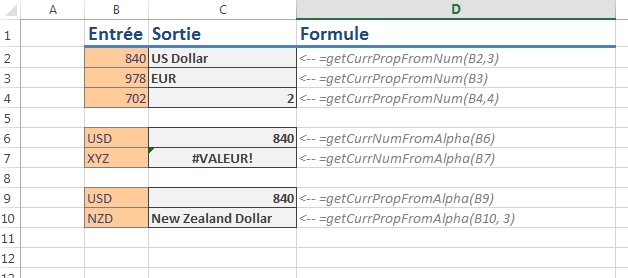 A B C D
1 Entrée Sortie Formule
2 840 US Dollar <-- =getCurrPropFromNum(B2,3)
3 978 EUR <-- =getCurrPropFromNum(B3)
4 702 2 <-- =getCurrPropFromNum(B4,4)
5
6 USD 840 <-- =getCurrNumFromAlpha(B6)
7 XYZ #VALEUR! <-- =getCurrNumFromAlpha(B7)
8
9 USD 840 <-- =getCurrPropFromAlpha(B9)
10 NZD New Zealand Dollar <-- =getCurrPropFromAlpha(B10, 3)
11
12
13